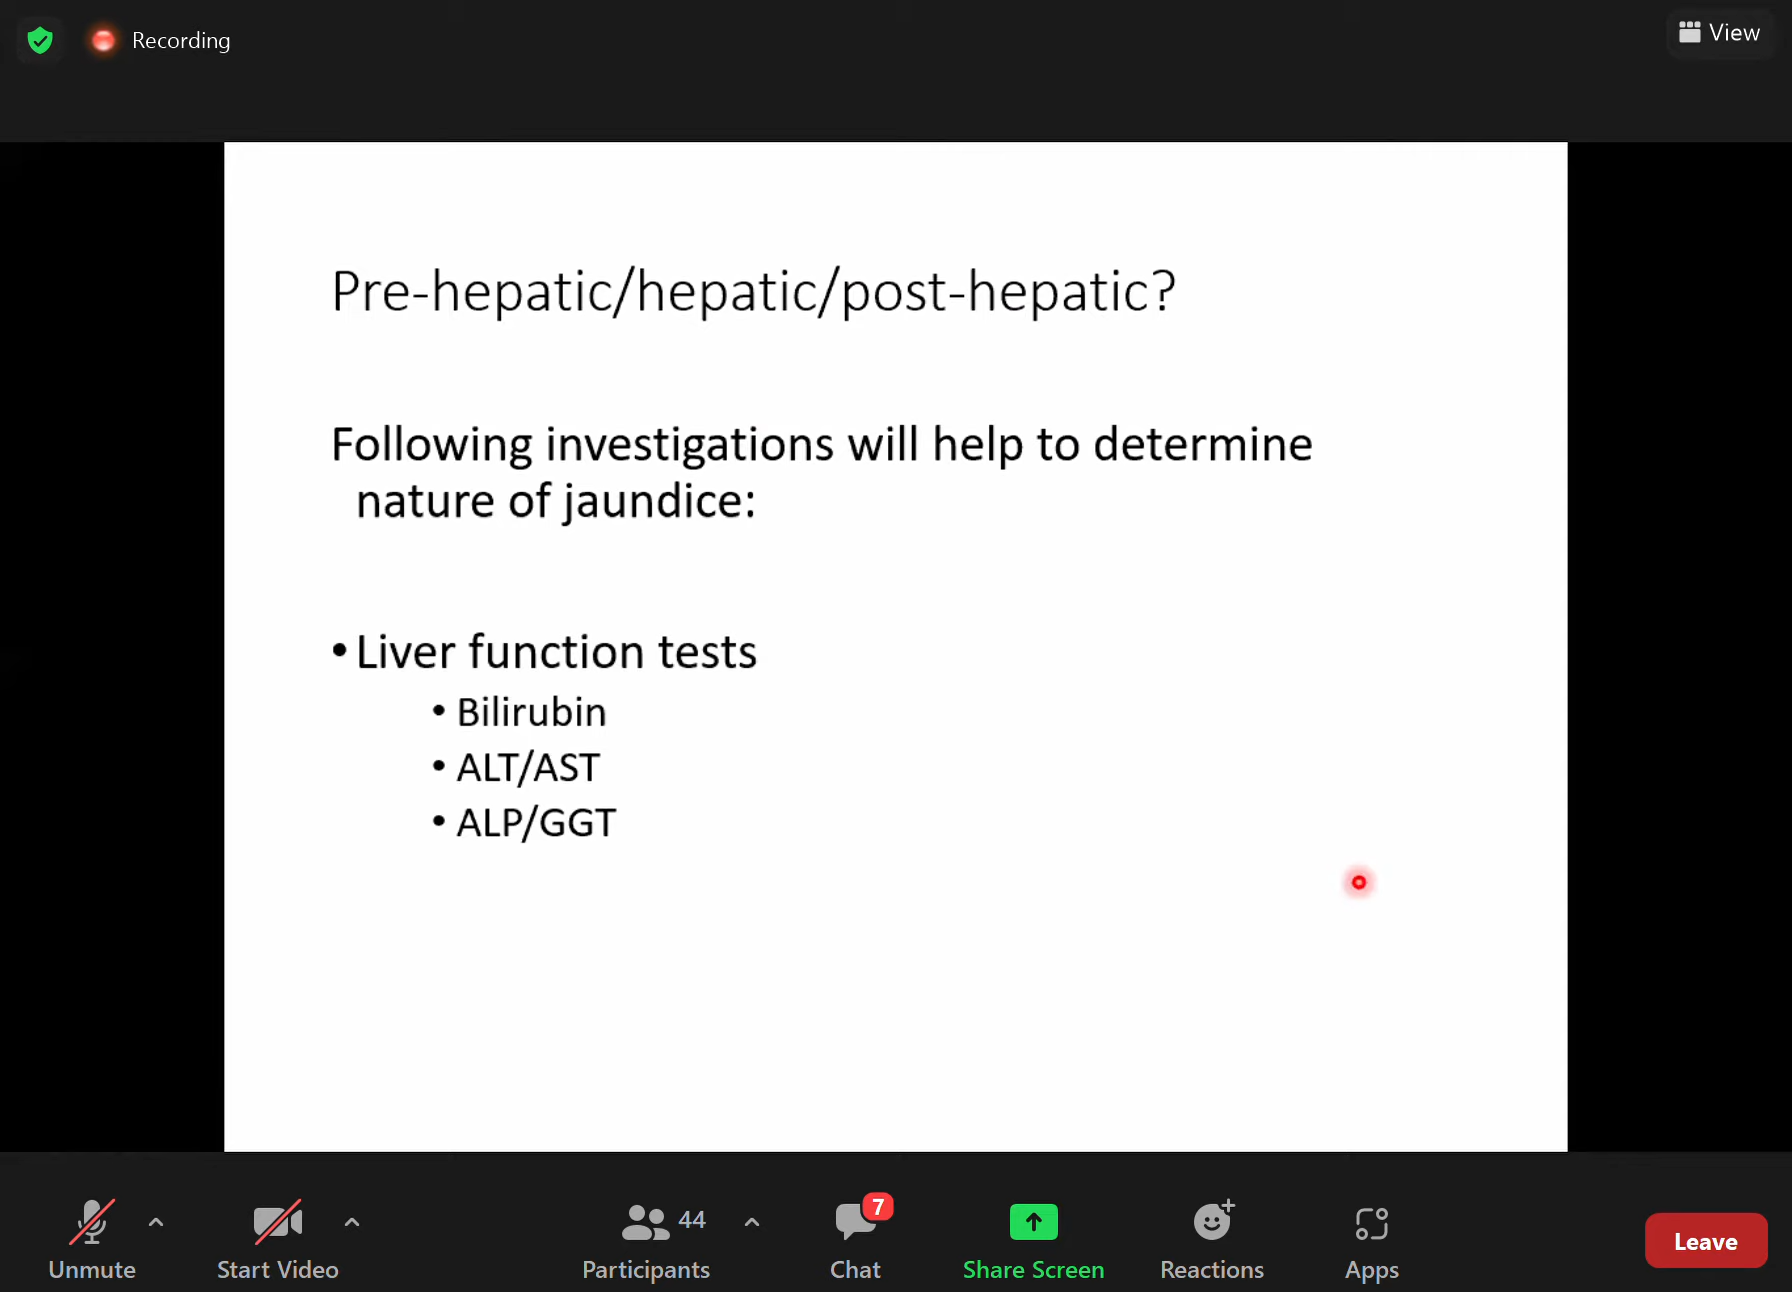 Recording
View
Pre-hepatic/hepatic/post-hepatic?
Following investigations will help to determine
nature of jaundice:
• Liver function tests
• Bilirubin
• ALT/AST
• ALP/GGT
Unmute
Start Video
44
Participants
7
Chat
Share Screen
Reactions
Apps
Leave